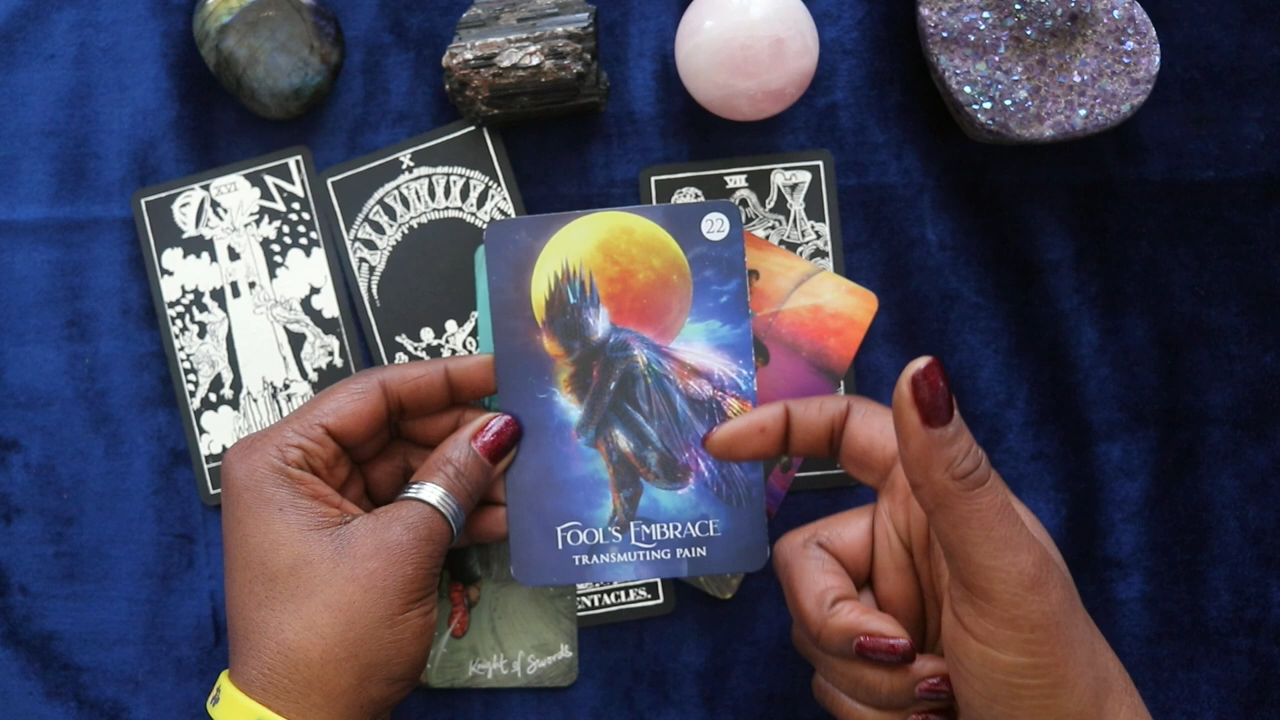 XVI
X
VII
22
FOOL'S EMBRACE
TRANSMUTING PAIN
ENTACLES.
Knight of Swords